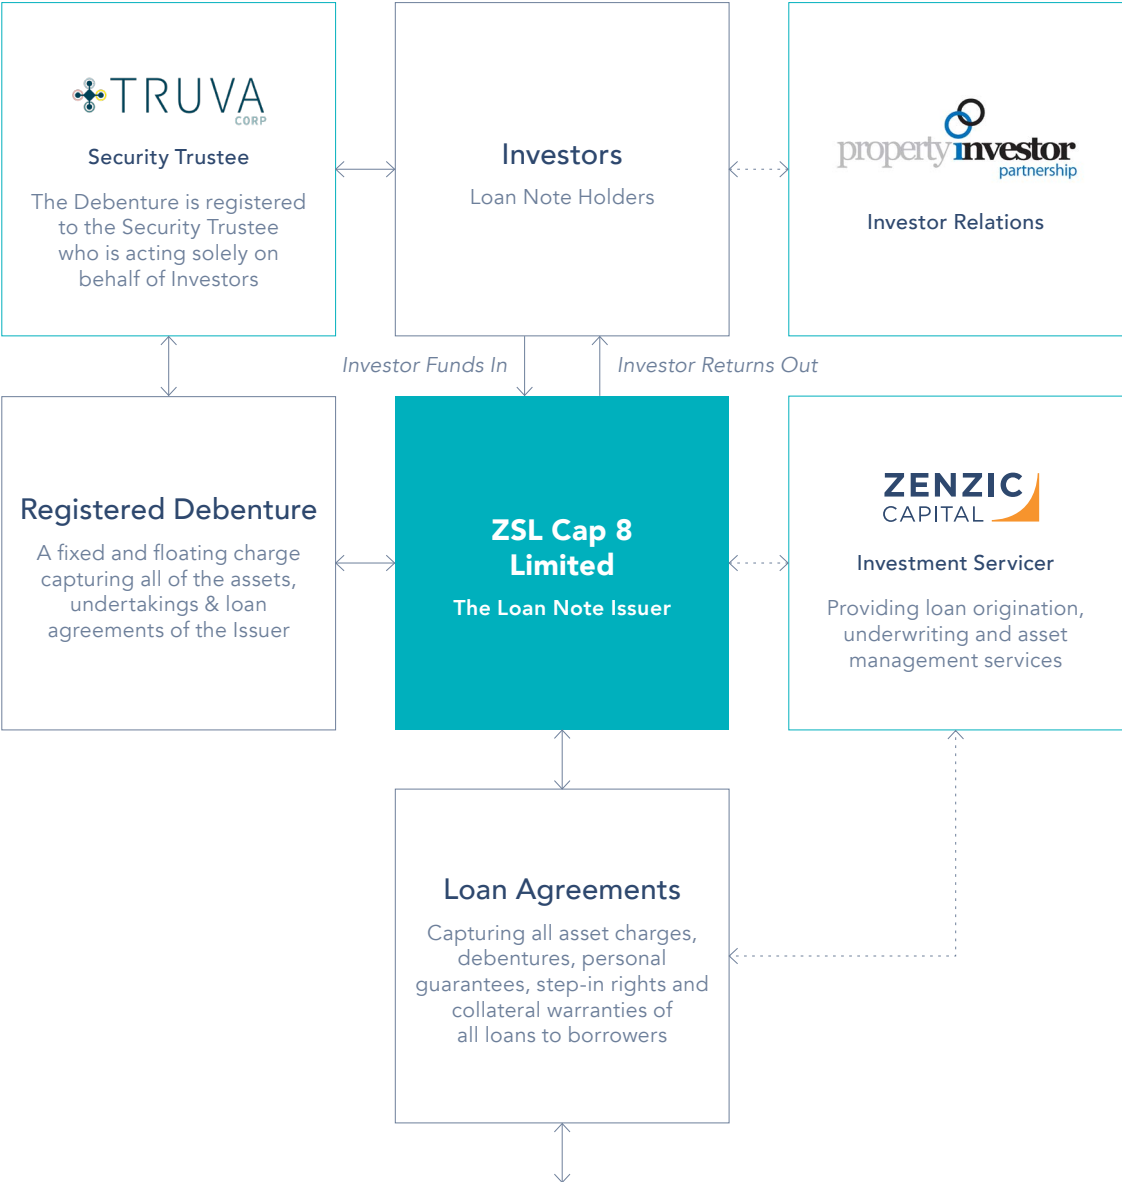 TRUVA
CORP
Security Trustee
The Debenture is registered
to the Security Trustee
who is acting solely on
behalf of Investors
Investors
Loan Note Holders
property investor
partnership
Investor Relations
Investor Funds In
Investor Returns Out
Registered Debenture
A fixed and floating charge
capturing all of the assets,
undertakings & loan
agreements of the Issuer
ZSL Cap 8
Limited
The Loan Note Issuer
ZENZIC
CAPITAL
Investment Servicer
Providing loan origination,
underwriting and asset
management services
Loan Agreements
Capturing all asset charges,
debentures, personal
guarantees, step-in rights and
collateral warranties of
all loans to borrowers